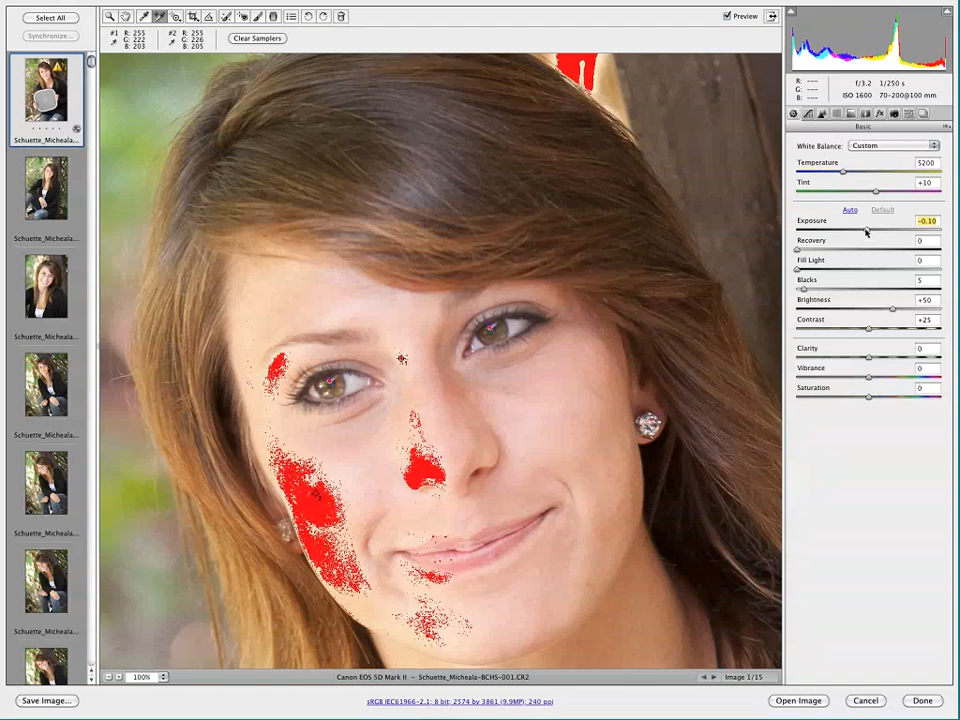 Select All
Synchronize...
#1 R: 255 G: 222 B: 203
#2 R: 255 G: 226 B: 205
Clear Samplers
Preview
R: ---
G: ---
B: ---
f/3.2 1/250 s
ISO 1600 70-200@100 mm
Basic
White Balance: Custom
Temperature 5200
Tint +10
Auto Default
Exposure -0.10
Recovery 0
Fill Light 0
Blacks 5
Brightness +50
Contrast +25
Clarity 0
Vibrance 0
Saturation 0
Schuette_Micheala...
Schuette_Micheala...
Schuette_Micheala...
Schuette_Micheala...
Schuette_Micheala...
Schuette_Micheala...
100%
Canon EOS 5D Mark II - Schuette_Micheala-BCHS-001.CR2
Image 1/15
Save Image...
sRGB IEC61966-2.1; 8 bit; 2574 by 3861 (9.9MP); 240 ppi
Open Image
Cancel
Done